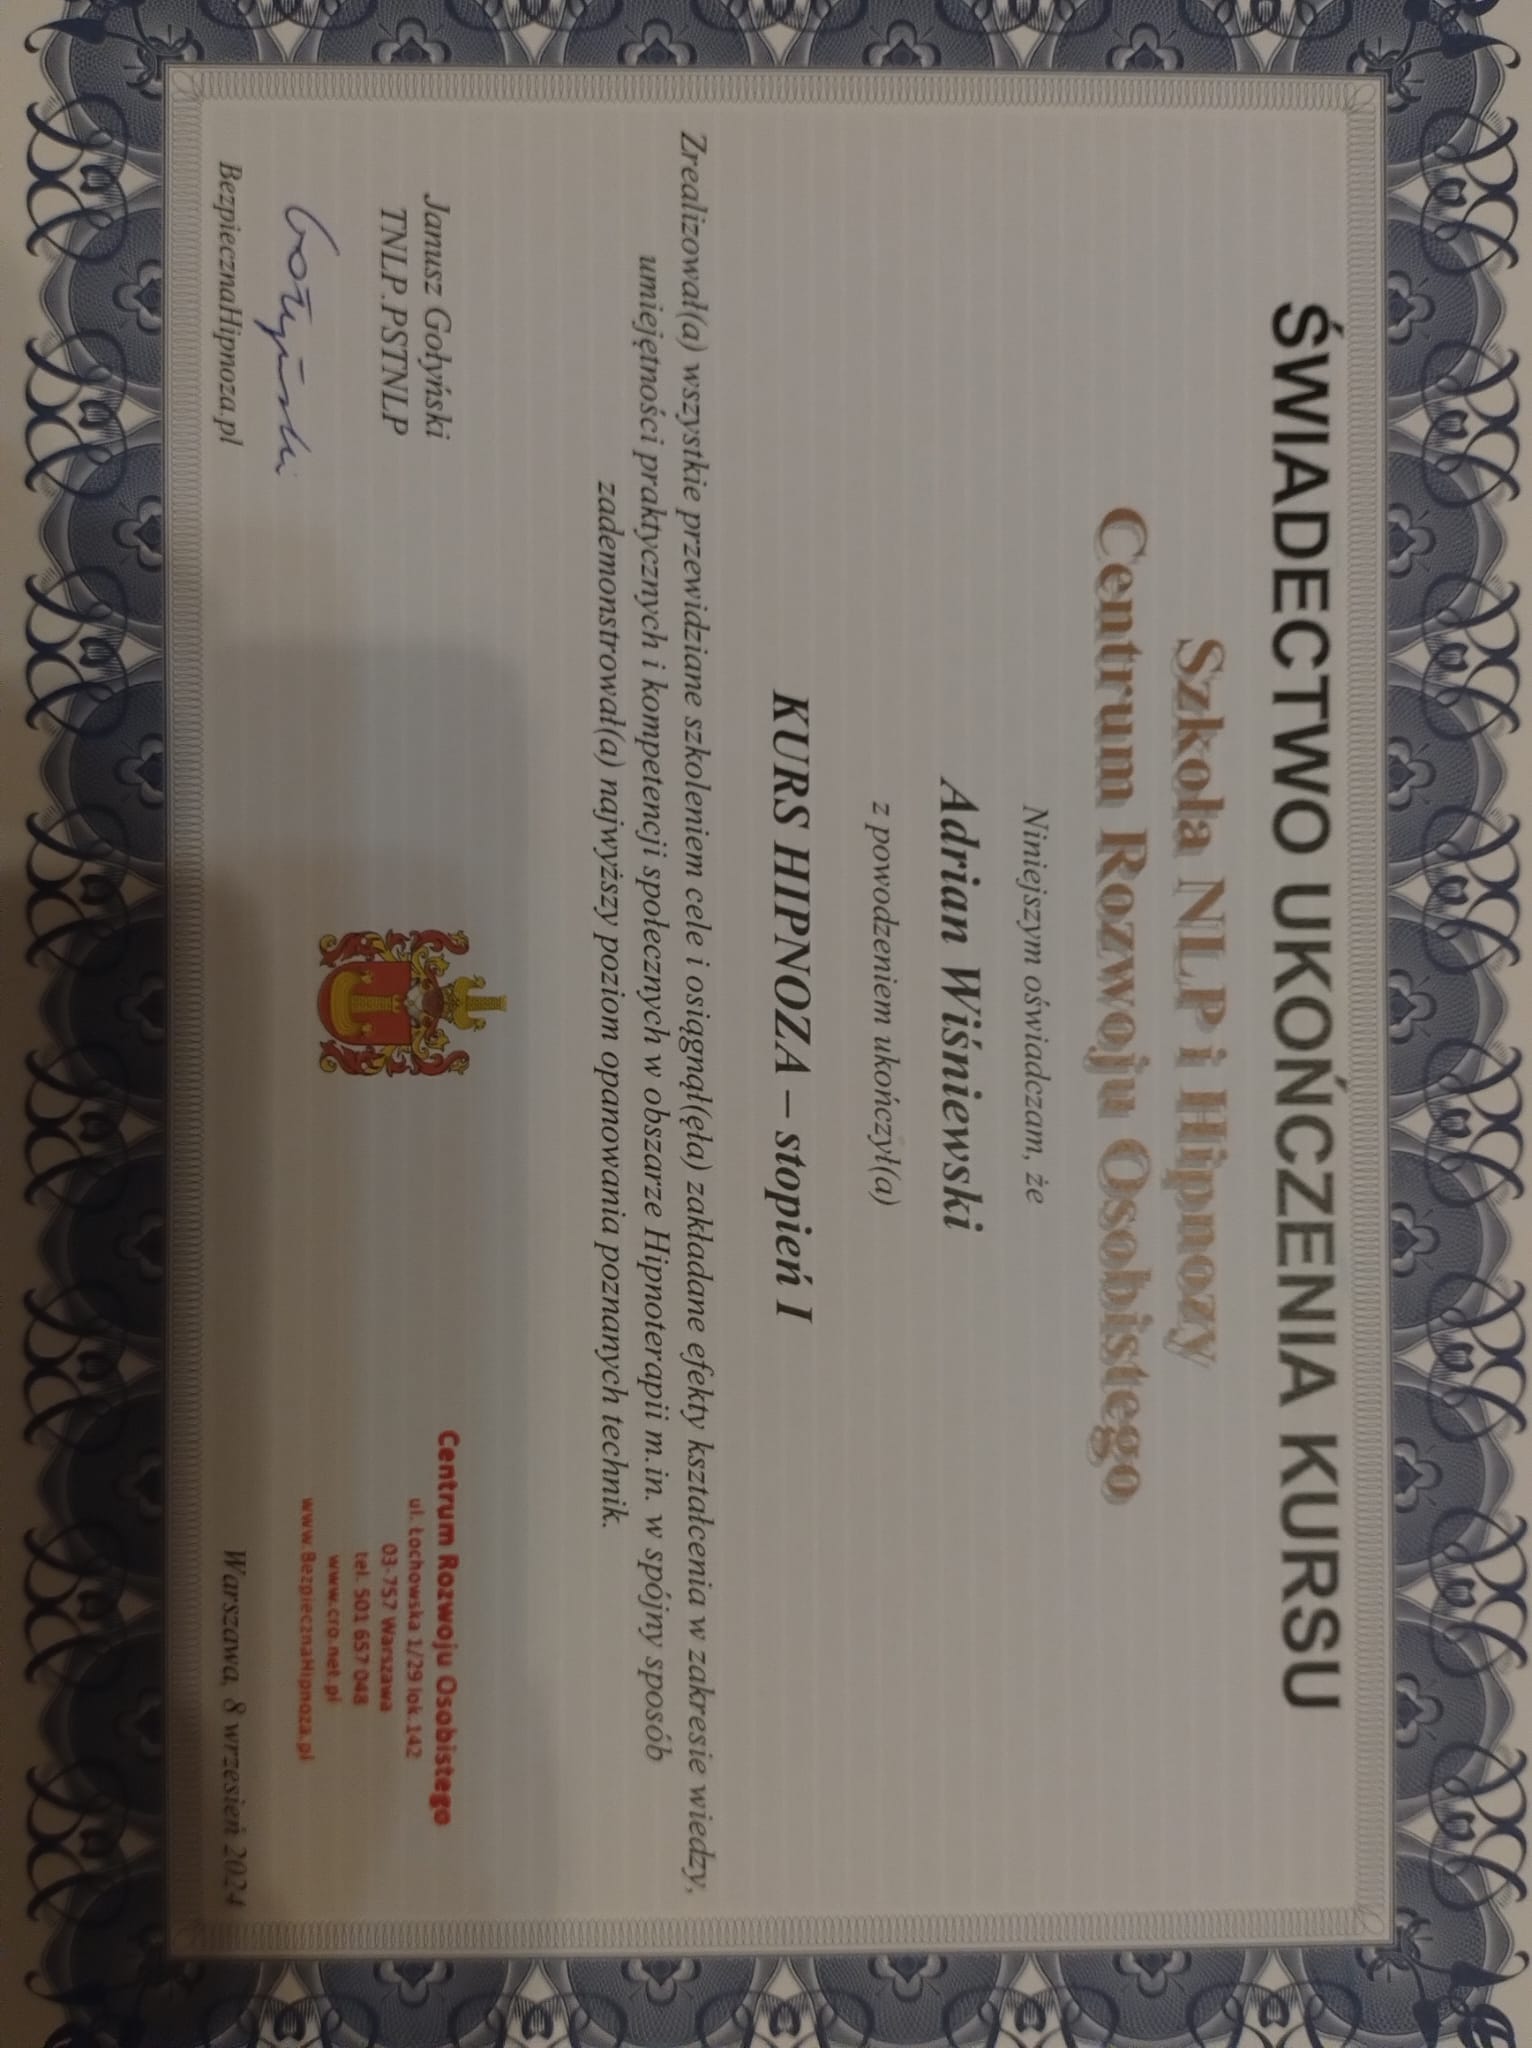 ŚWIADECTWO UKOŃCZENIA KURSU
Szkoła NLP i Hipnozy
Centrum Rozwoju Osobistego
Niniejszym oświadczam, że
Adrian Wiśniewski
z powodzeniem ukończył(a)
KURS HIPNOZA – stopień I
Zrealizował(a) wszystkie przewidziane szkoleniem cele i osiągnął(ęła) zakładane efekty kształcenia w zakresie wiedzy,
umiejętności praktycznych i kompetencji społecznych w obszarze Hipnoterapii m.in. w spójny sposób
zademonstrował(a) najwyższy poziom opanowania poznanych technik.
Janusz Gołyński
TNLP.PSTNLP
Gołyński
BezpiecznaHipnoza.pl
Centrum Rozwoju Osobistego
ul. Łochowska 1/29 lok.142
03-757 Warszawa
tel. 501 657 048
www.cro.net.pl
www.BezpiecznaHipnoza.pl
Warszawa, 8 wrzesień 2024